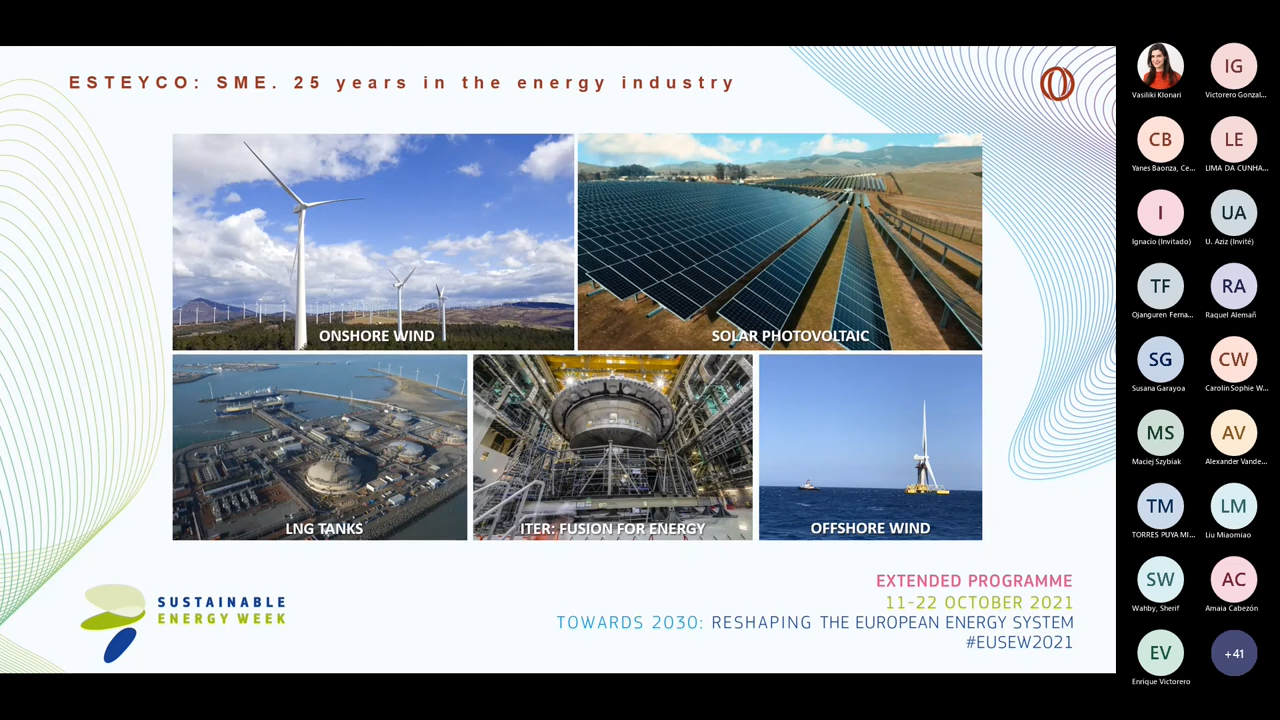 ESTEYCO: SME. 25 years in the energy industry
ONSHORE WIND
SOLAR PHOTOVOLTAIC
LNG TANKS
ITER: FUSION FOR ENERGY
OFFSHORE WIND
SUSTAINABLE
ENERGY WEEK
EXTENDED PROGRAMME
11-22 OCTOBER 2021
TOWARDS 2030: RESHAPING THE EUROPEAN ENERGY SYSTEM
#EUSEW2021
Vasiliki Klonari
IG
Victorero Gonzal...
CB
Yanes Baonza, Ce...
LE
LIMA DA CUNHA...
I
Ignacio (Invitado)
UA
U. Aziz (Invité)
TF
Ojanguren Ferna...
RA
Raquel Alemañ
SG
Susana Garayoa
CW
Carolin Sophie W...
MS
Maciej Szybiak
AV
Alexander Vande...
TM
TORRES PUYA MI...
LM
Liu Miaomiao
SW
Wahby, Sherif
AC
Amaia Cabezón
EV
Enrique Victorero
+41